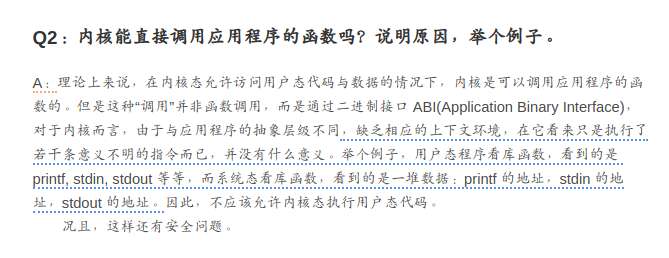 Q2：内核能直接调用应用程序的函数吗？说明原因，举个例子。
A：理论上来说，在内核态允许访问用户态代码与数据的情况下，内核是可以调用应用程序的函
数的。但是这种“调用”并非函数调用，而是通过二进制接口 ABI(Application Binary Interface)，
对于内核而言，由于与应用程序的抽象层级不同，缺乏相应的上下文环境，在它看来只是执行了
若干条意义不明的指令而已，并没有什么意义。举个例子，用户态程序看库函数，看到的是
printf, stdin, stdout 等等，而系统态看库函数，看到的是一堆数据：printf 的地址，stdin 的地
址，stdout 的地址。因此，不应该允许内核态执行用户态代码。
况且，这样还有安全问题。